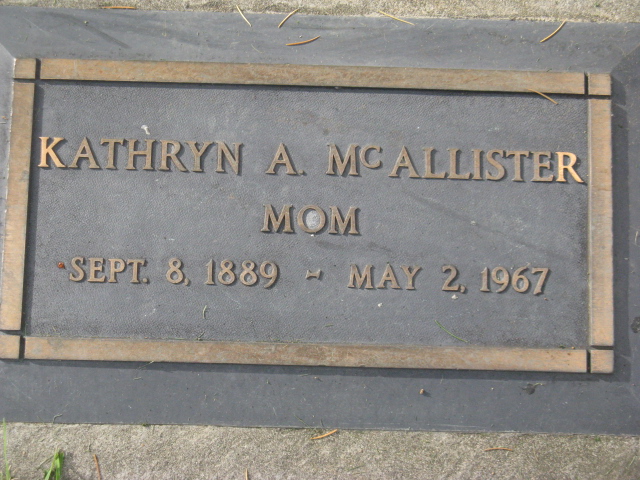 KATHRYN A. MCALLISTER
MOM
SEPT. 8, 1889 - MAY 2, 1967